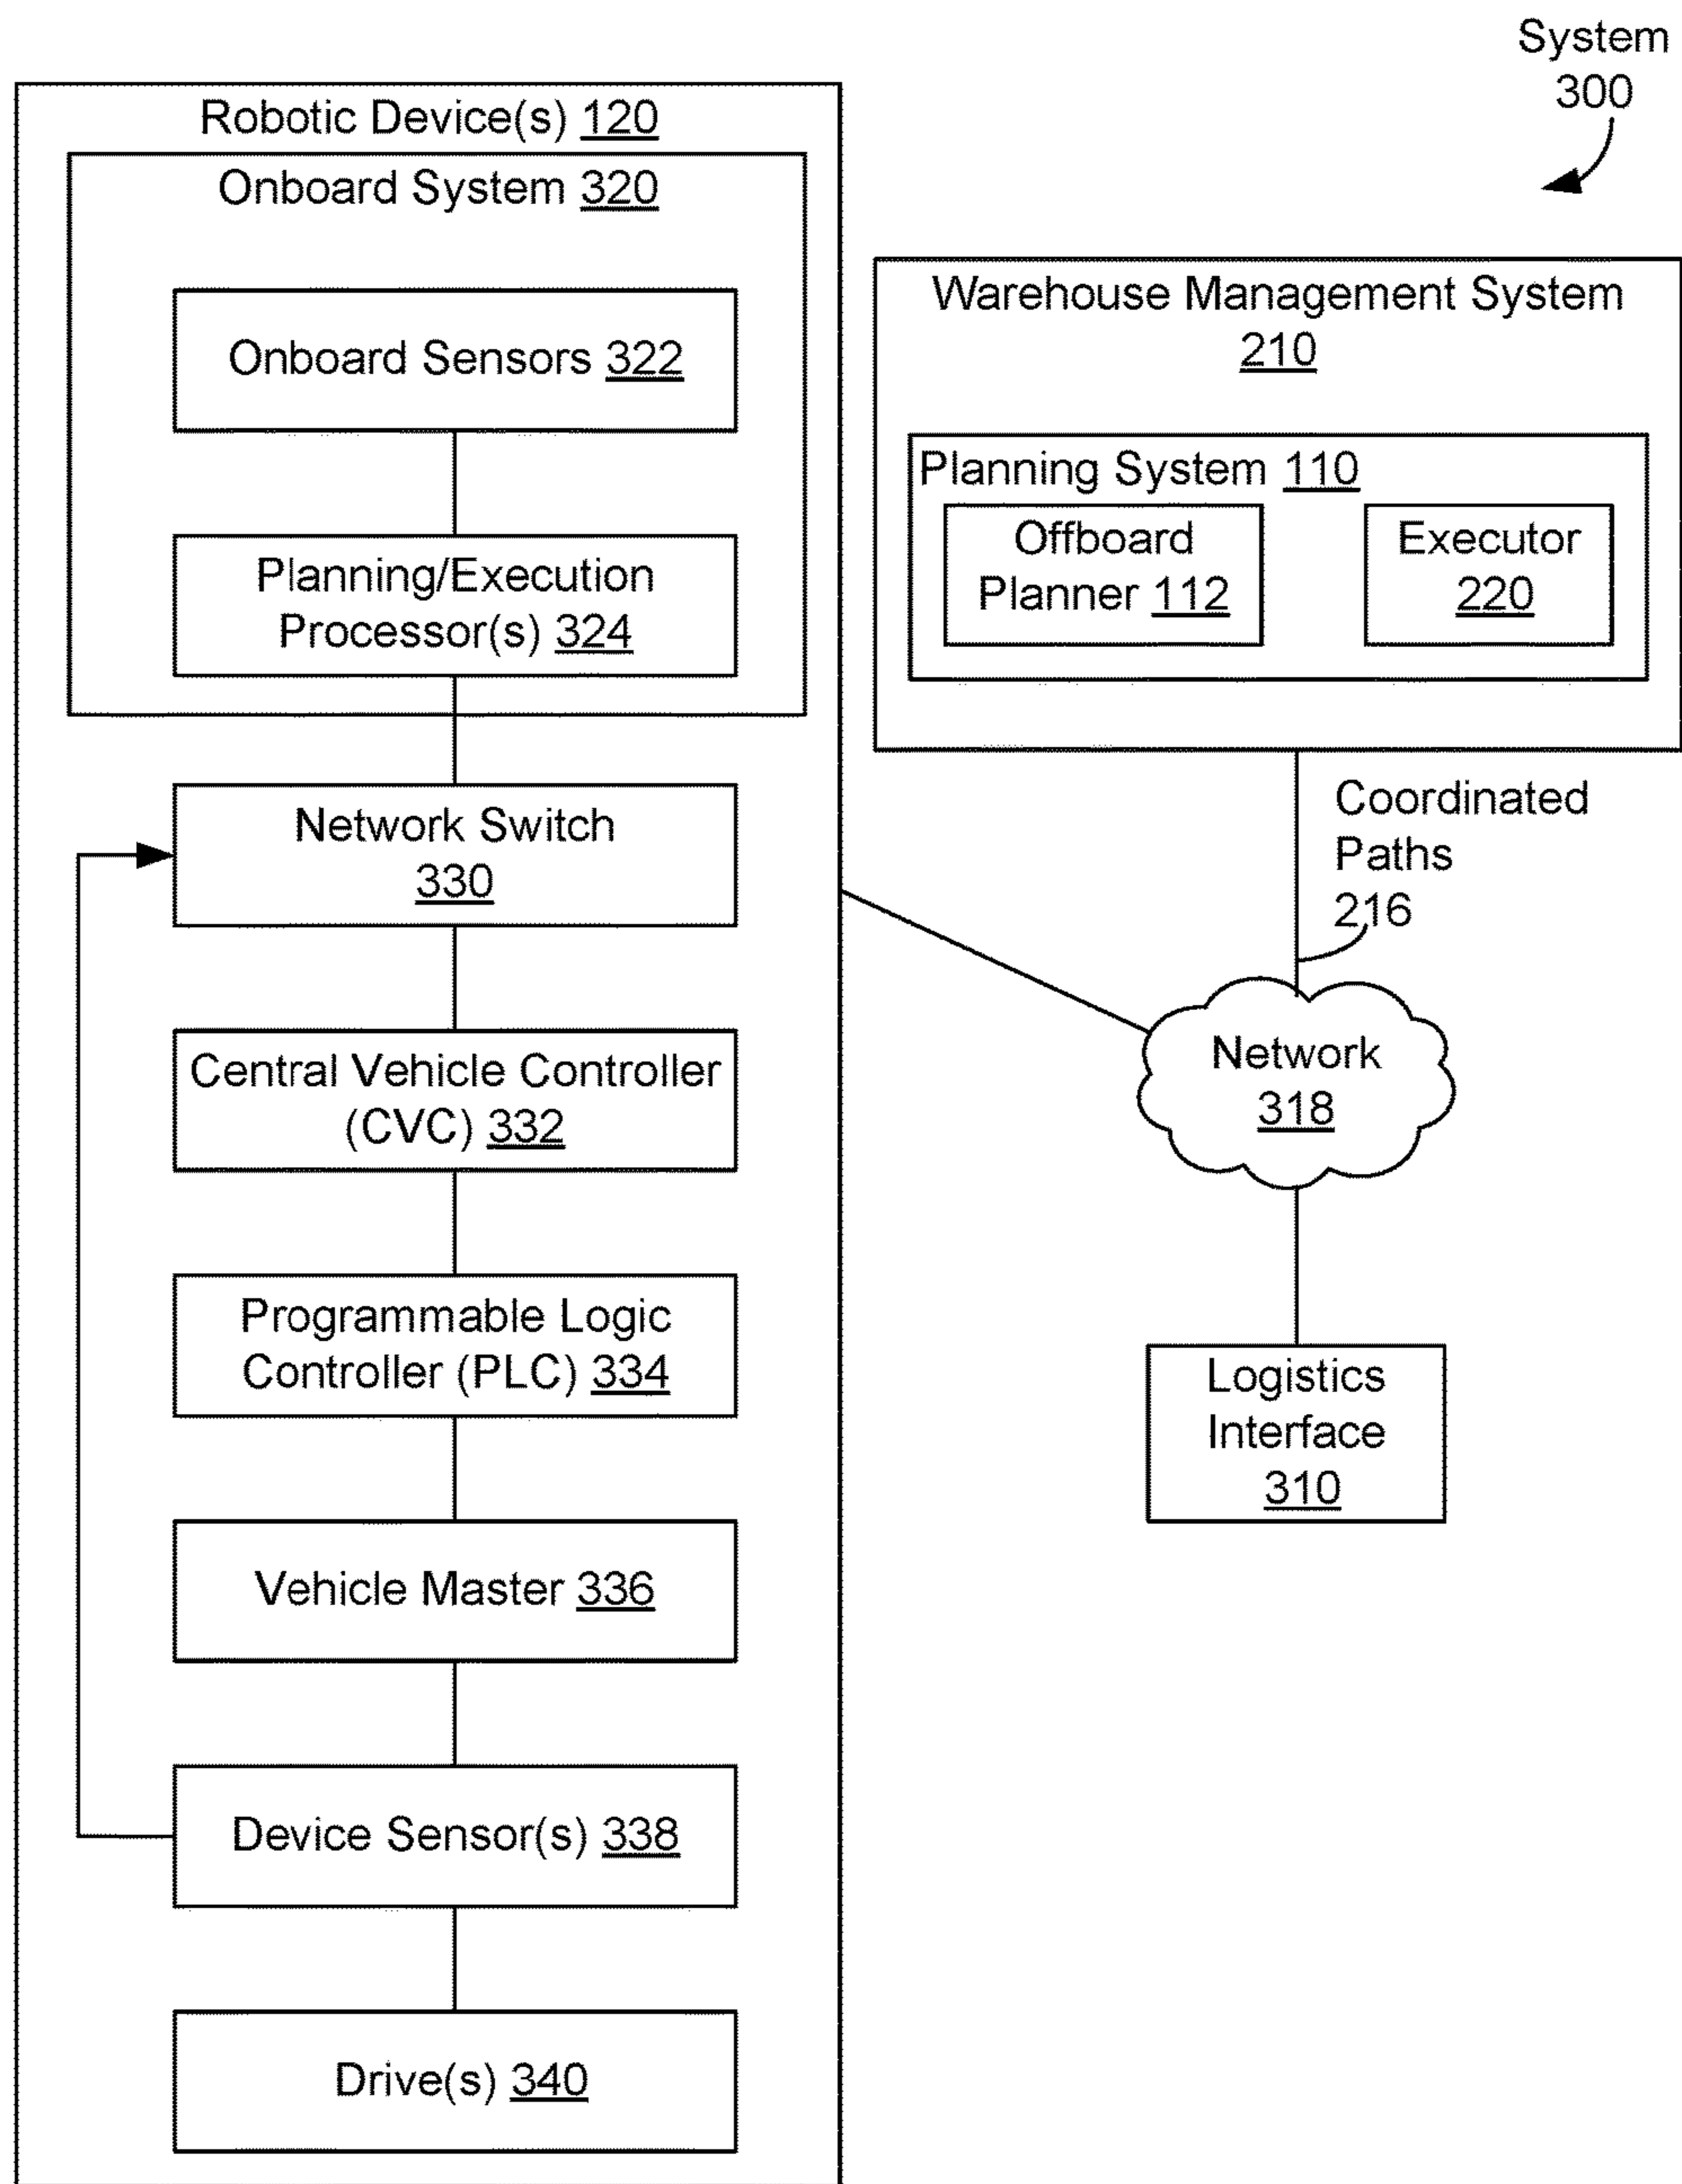 System
300
Robotic Device(s) 120
Onboard System 320
Onboard Sensors 322
Planning/Execution
Processor(s) 324
Network Switch
330
Central Vehicle Controller
(CVC) 332
Programmable Logic
Controller (PLC) 334
Vehicle Master 336
Device Sensor(s) 338
Drive(s) 340
Warehouse Management System
210
Planning System 110
Offboard
Planner 112
Executor
220
Coordinated
Paths
216
Network
318
Logistics
Interface
310